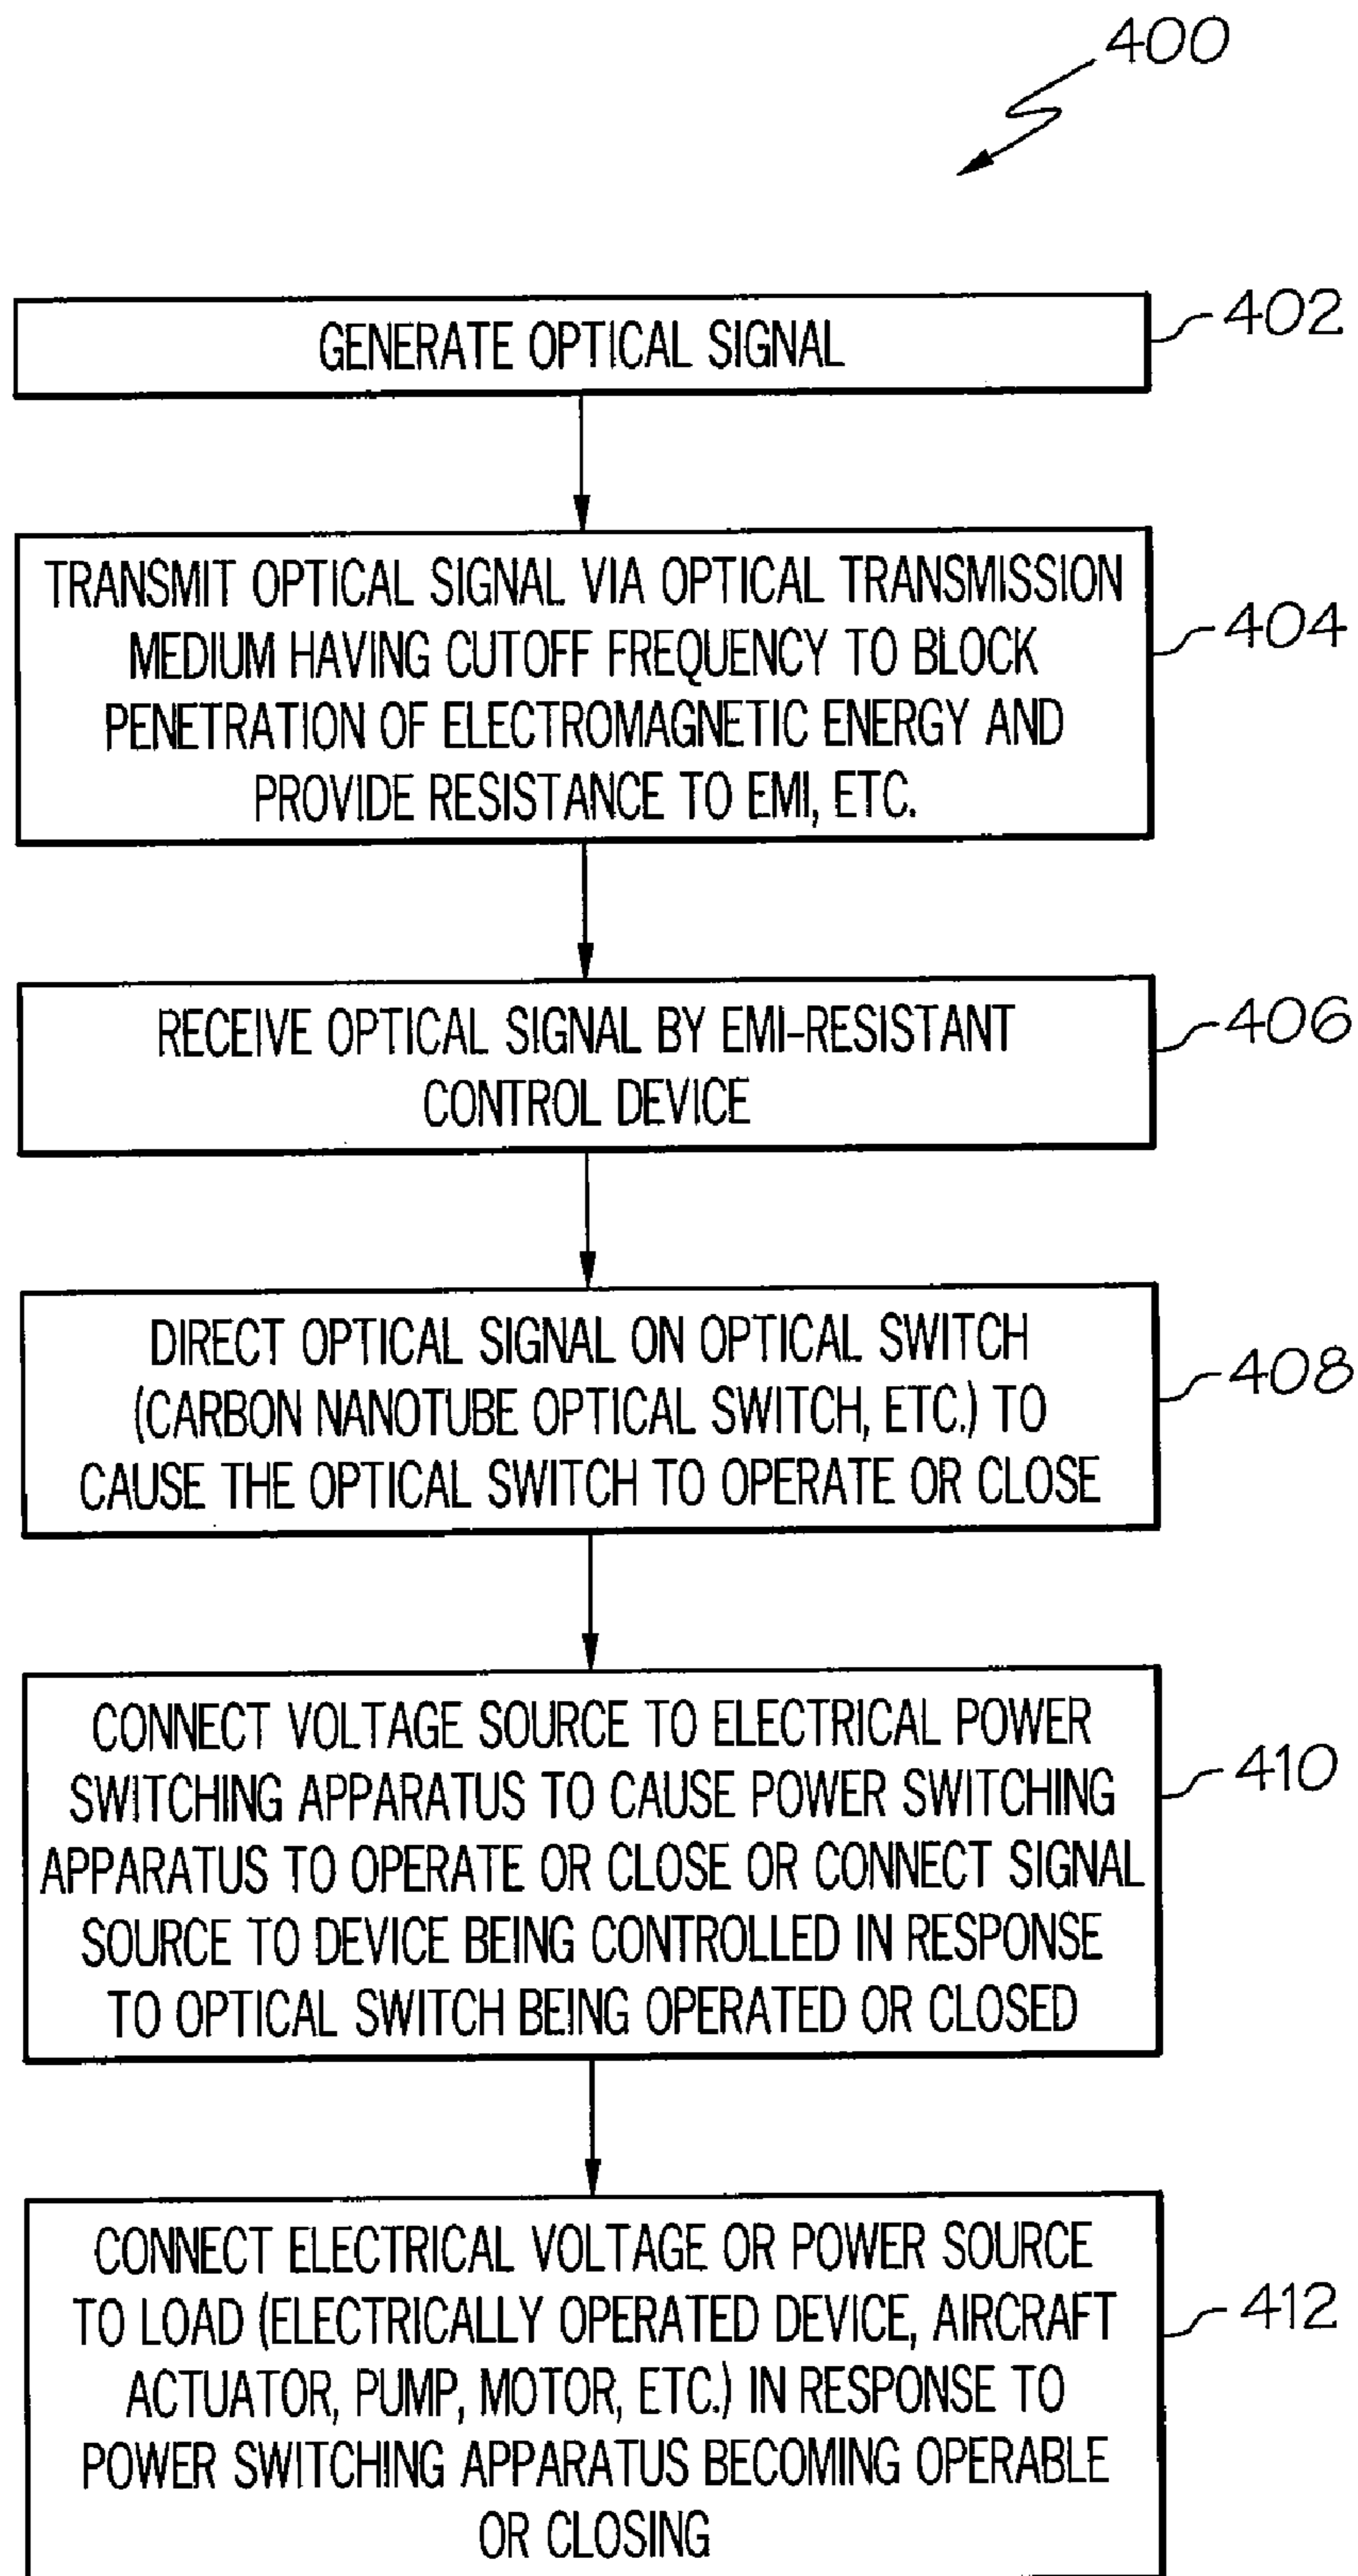 400
GENERATE OPTICAL SIGNAL
402
TRANSMIT OPTICAL SIGNAL VIA OPTICAL TRANSMISSION
MEDIUM HAVING CUTOFF FREQUENCY TO BLOCK
PENETRATION OF ELECTROMAGNETIC ENERGY AND
PROVIDE RESISTANCE TO EMI, ETC.
404
RECEIVE OPTICAL SIGNAL BY EMI-RESISTANT
CONTROL DEVICE
406
DIRECT OPTICAL SIGNAL ON OPTICAL SWITCH
(CARBON NANOTUBE OPTICAL SWITCH, ETC.) TO
CAUSE THE OPTICAL SWITCH TO OPERATE OR CLOSE
408
CONNECT VOLTAGE SOURCE TO ELECTRICAL POWER
SWITCHING APPARATUS TO CAUSE POWER SWITCHING
APPARATUS TO OPERATE OR CLOSE OR CONNECT SIGNAL
SOURCE TO DEVICE BEING CONTROLLED IN RESPONSE
TO OPTICAL SWITCH BEING OPERATED OR CLOSED
410
CONNECT ELECTRICAL VOLTAGE OR POWER SOURCE
TO LOAD (ELECTRICALLY OPERATED DEVICE, AIRCRAFT
ACTUATOR, PUMP, MOTOR, ETC.) IN RESPONSE TO
POWER SWITCHING APPARATUS BECOMING OPERABLE
OR CLOSING
412